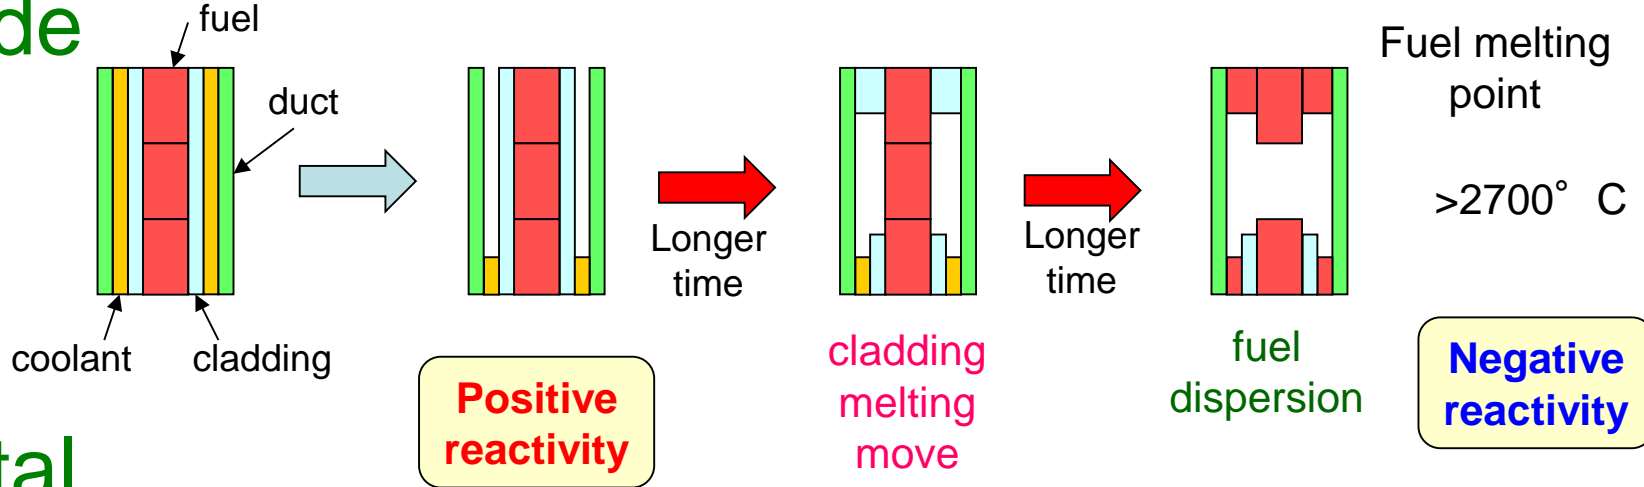 fuel
duct
coolant
cladding
Positive
reactivity
Longer
time
cladding
melting
move
Longer
time
fuel
dispersion
Fuel melting
point
>2700° C
Negative
reactivity